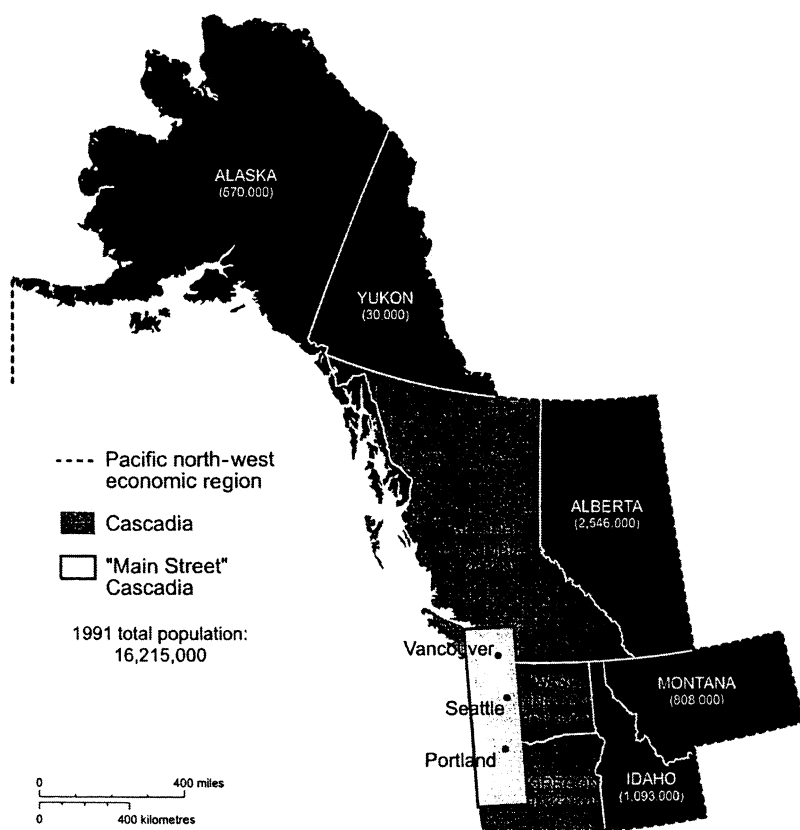 ALASKA
(570,000)
YUKON
(30,000)
---- Pacific north-west
economic region
Cascadia
"Main Street"
Cascadia
1991 total population:
16,215,000
ALBERTA
(2,546,000)
Vancouver
Seattle
Portland
MONTANA
(808,000)
IDAHO
(1,093,000)
0 400 miles
0 400 kilometres